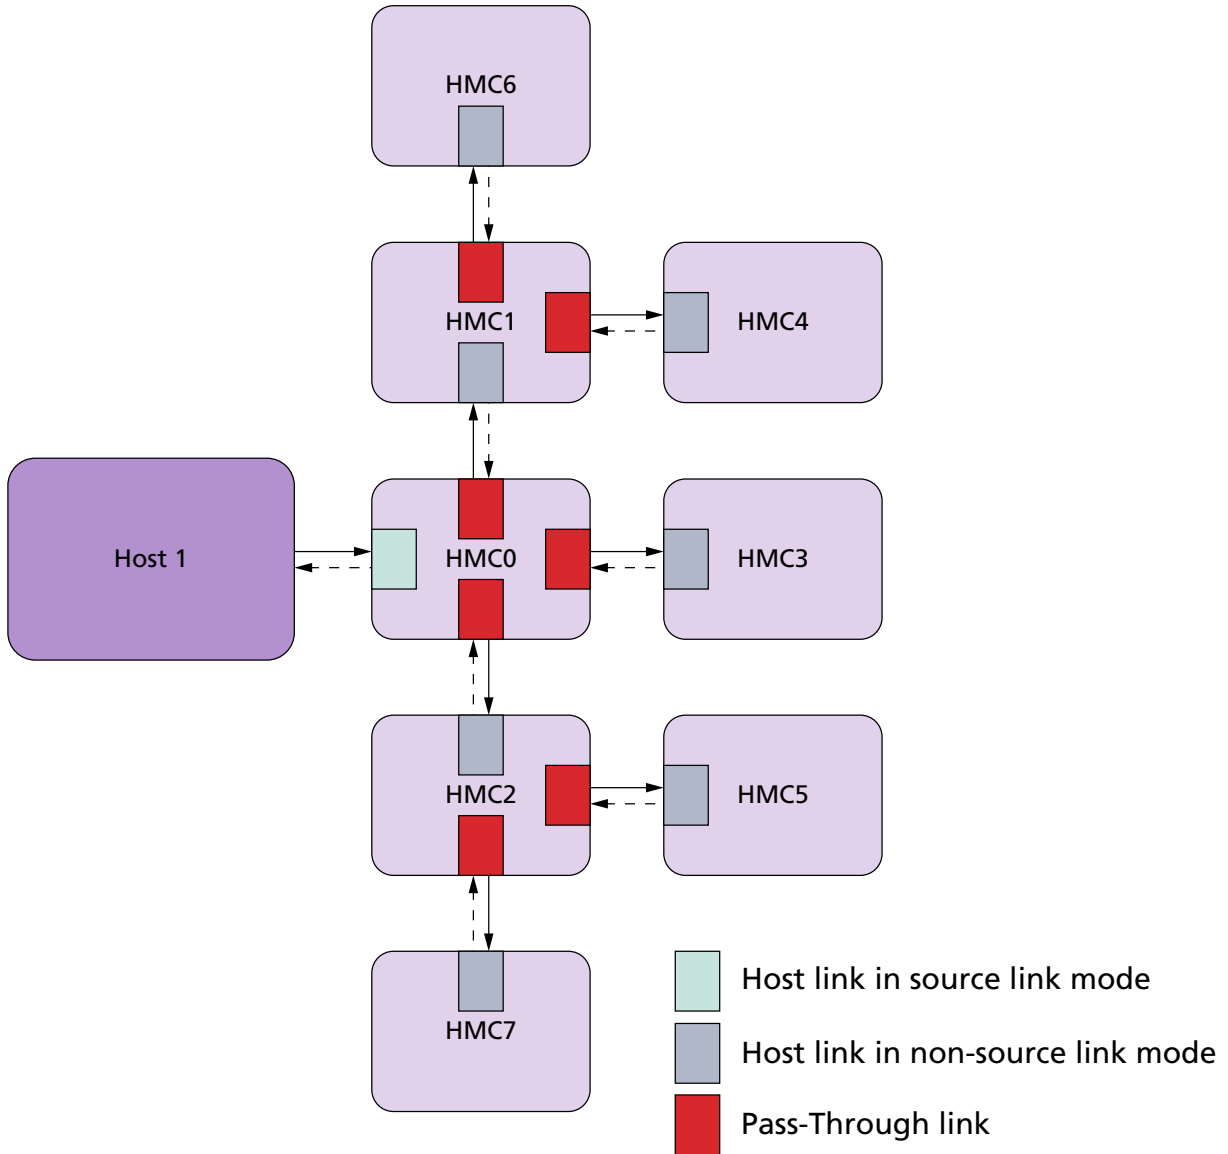 HMC6
HMC1
HMC4
Host 1
HMC0
HMC3
HMC2
HMC5
HMC7
Host link in source link mode
Host link in non-source link mode
Pass-Through link